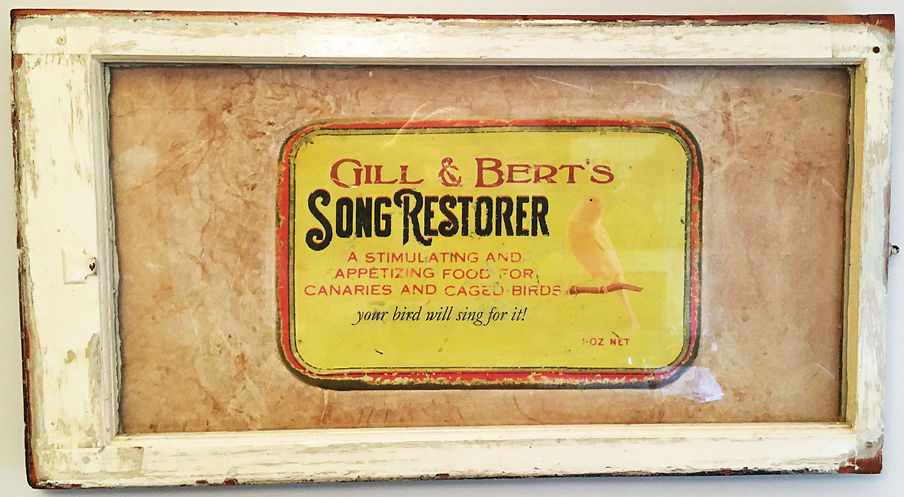 GILL & BERT'S
SONG RESTORER
A STIMULATING AND
APPETIZING FOOD FOR
CANARIES AND CAGED BIRDS
your bird will sing for it!
1-OZ NET